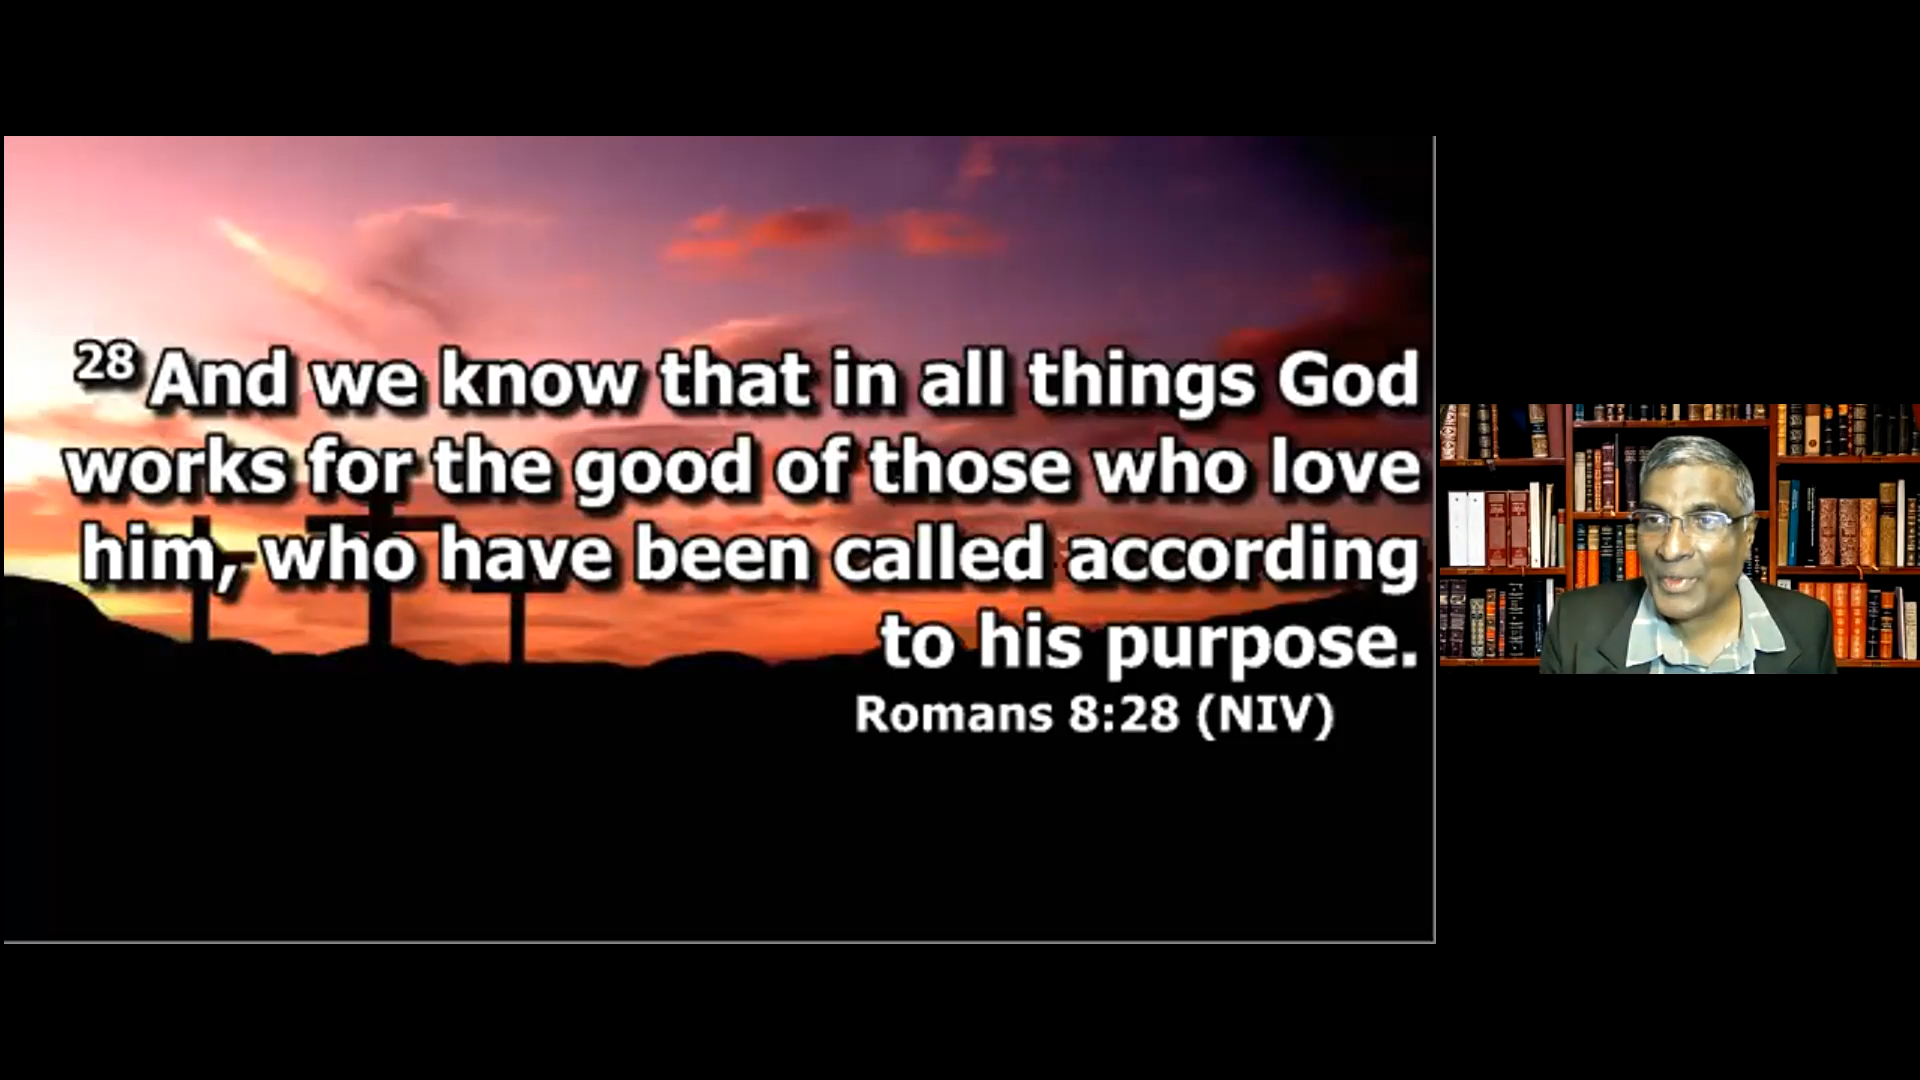 28 And we know that in all things God
works for the good of those who love
him, who have been called according
to his purpose.
Romans 8:28 (NIV)